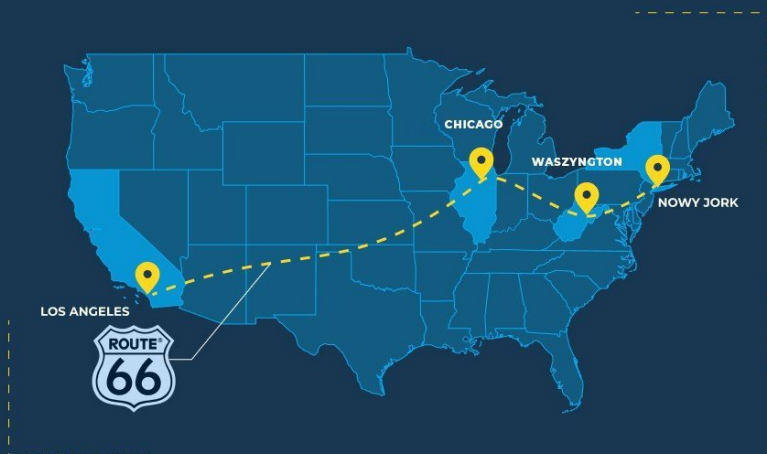 CHICAGO
WASZYNGTON
NOWY JORK
LOS ANGELES
ROUTE®
66